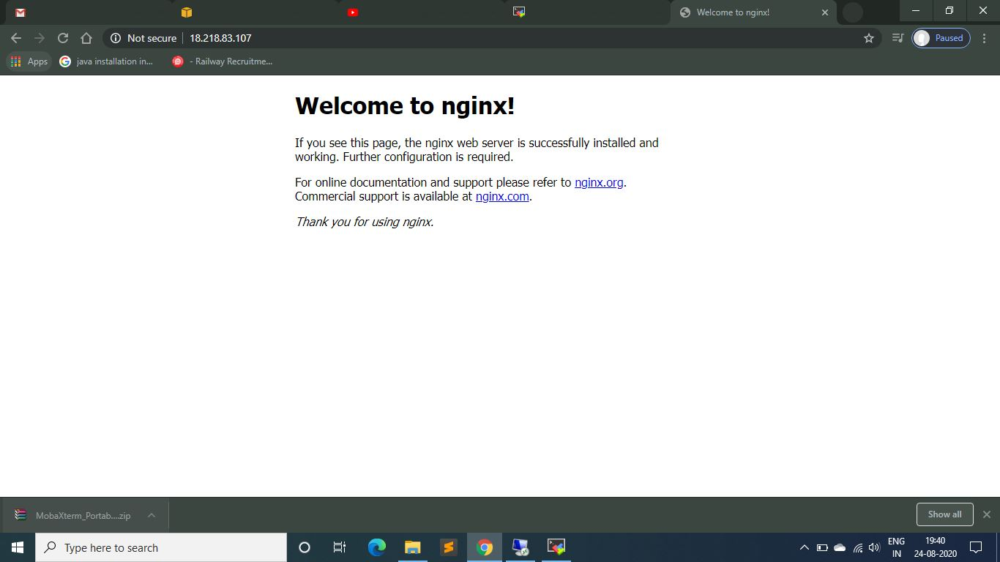 Welcome to nginx!
Not secure 18.218.83.107 Paused
Apps java installation in... - Railway Recruitme...
Welcome to nginx!
If you see this page, the nginx web server is successfully installed and
working. Further configuration is required.
For online documentation and support please refer to nginx.org.
Commercial support is available at nginx.com.
Thank you for using nginx.
MobaXterm_Portab....zip Show all
Type here to search
ENG
IN
19:40
24-08-2020